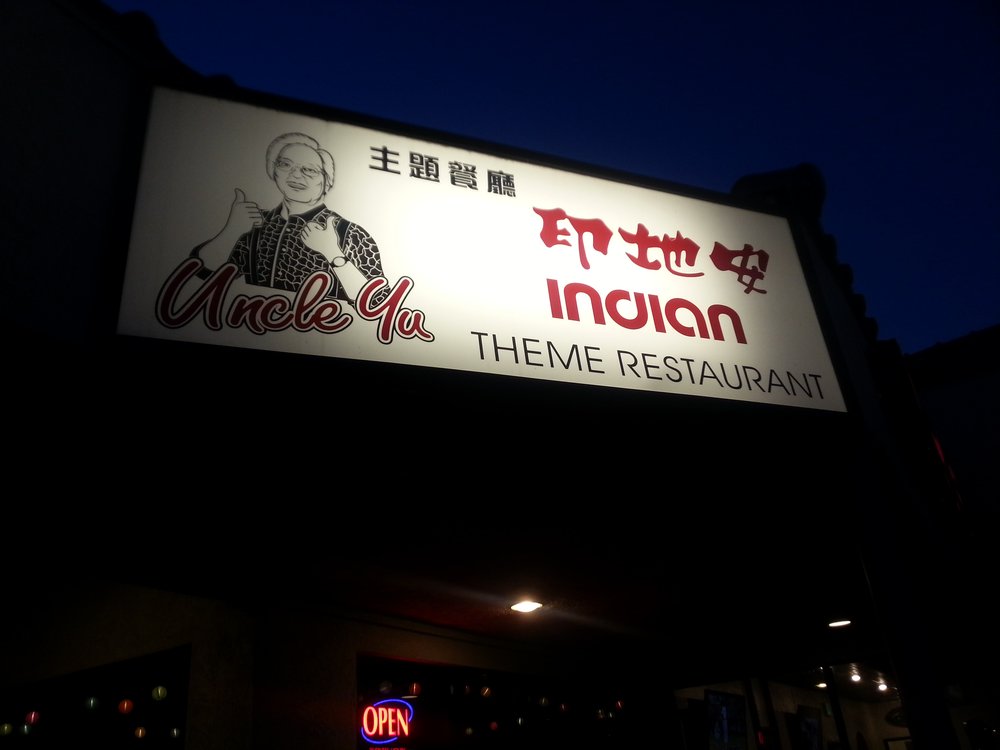 主題餐廳
印地安
INDIAN
THEME RESTAURANT
Uncle Yu
OPEN